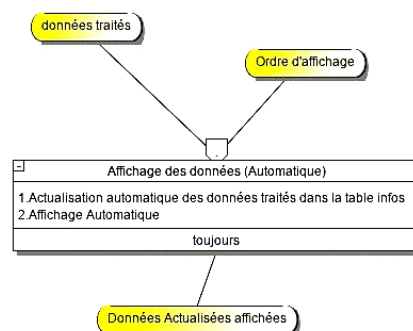 données traités
Ordre d'affichage
Affichage des données (Automatique)
1.Actualisation automatique des données traités dans la table infos
2.Affichage Automatique
toujours
Données Actualisées affichées